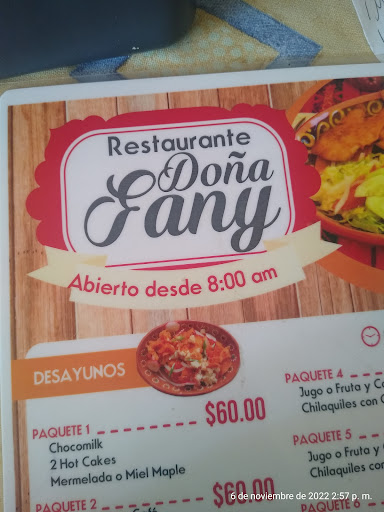 Restaurante
Doña
Fany
Abierto desde 8:00 am
DESAYUNOS
PAQUETE 1 $60.00
Chocomilk
2 Hot Cakes
Mermelada o Miel Maple
PAQUETE 2 $60.00
PAQUETE 4
Jugo o Fruta y
Chilaquiles con
PAQUETE 5
Jugo o Fruta y
Chilaquiles con
6 de noviembre de 2022 2:57 p. m.